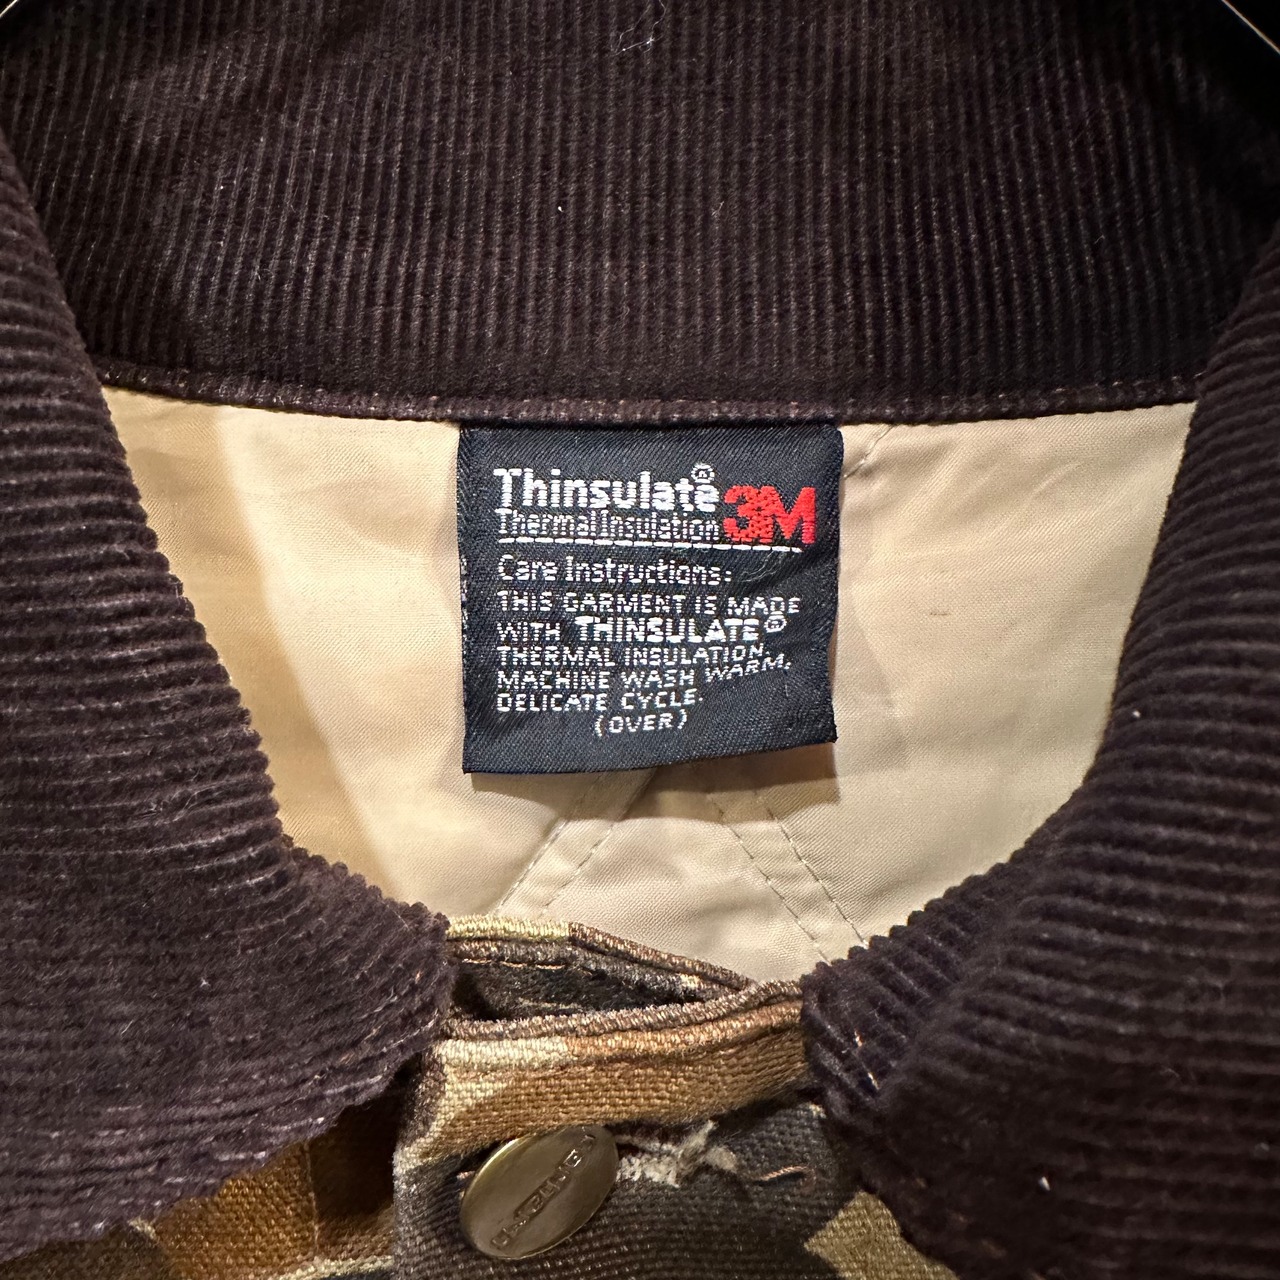 Thinsulate® 3M
Thermal Insulation
Care Instructions:
THIS GARMENT IS MADE
WITH THINSULATE®
THERMAL INSULATION.
MACHINE WASH WARM,
DELICATE CYCLE.
(OVER)